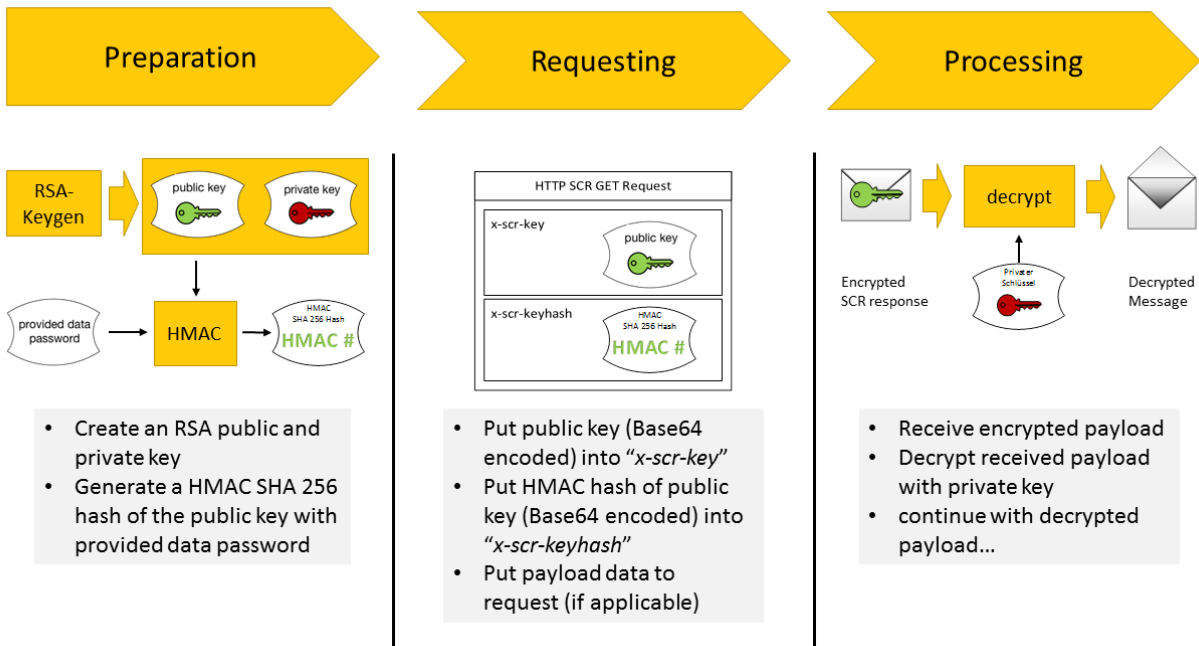 Preparation
Requesting
Processing
RSA-
Keygen
public key
private key
provided data
password
HMAC
HMAC
SHA 256 Hash
HMAC #
HTTP SCR GET Request
x-scr-key
public key
x-scr-keyhash
HMAC
SHA 256 Hash
HMAC #
decrypt
Encrypted
SCR response
Privater
Schlüssel
Decrypted
Message
• Create an RSA public and
private key
• Generate a HMAC SHA 256
hash of the public key with
provided data password
• Put public key (Base64
encoded) into “x-scr-key”
• Put HMAC hash of public
key (Base64 encoded) into
“x-scr-keyhash”
• Put payload data to
request (if applicable)
• Receive encrypted payload
• Decrypt received payload
with private key
• continue with decrypted
payload...